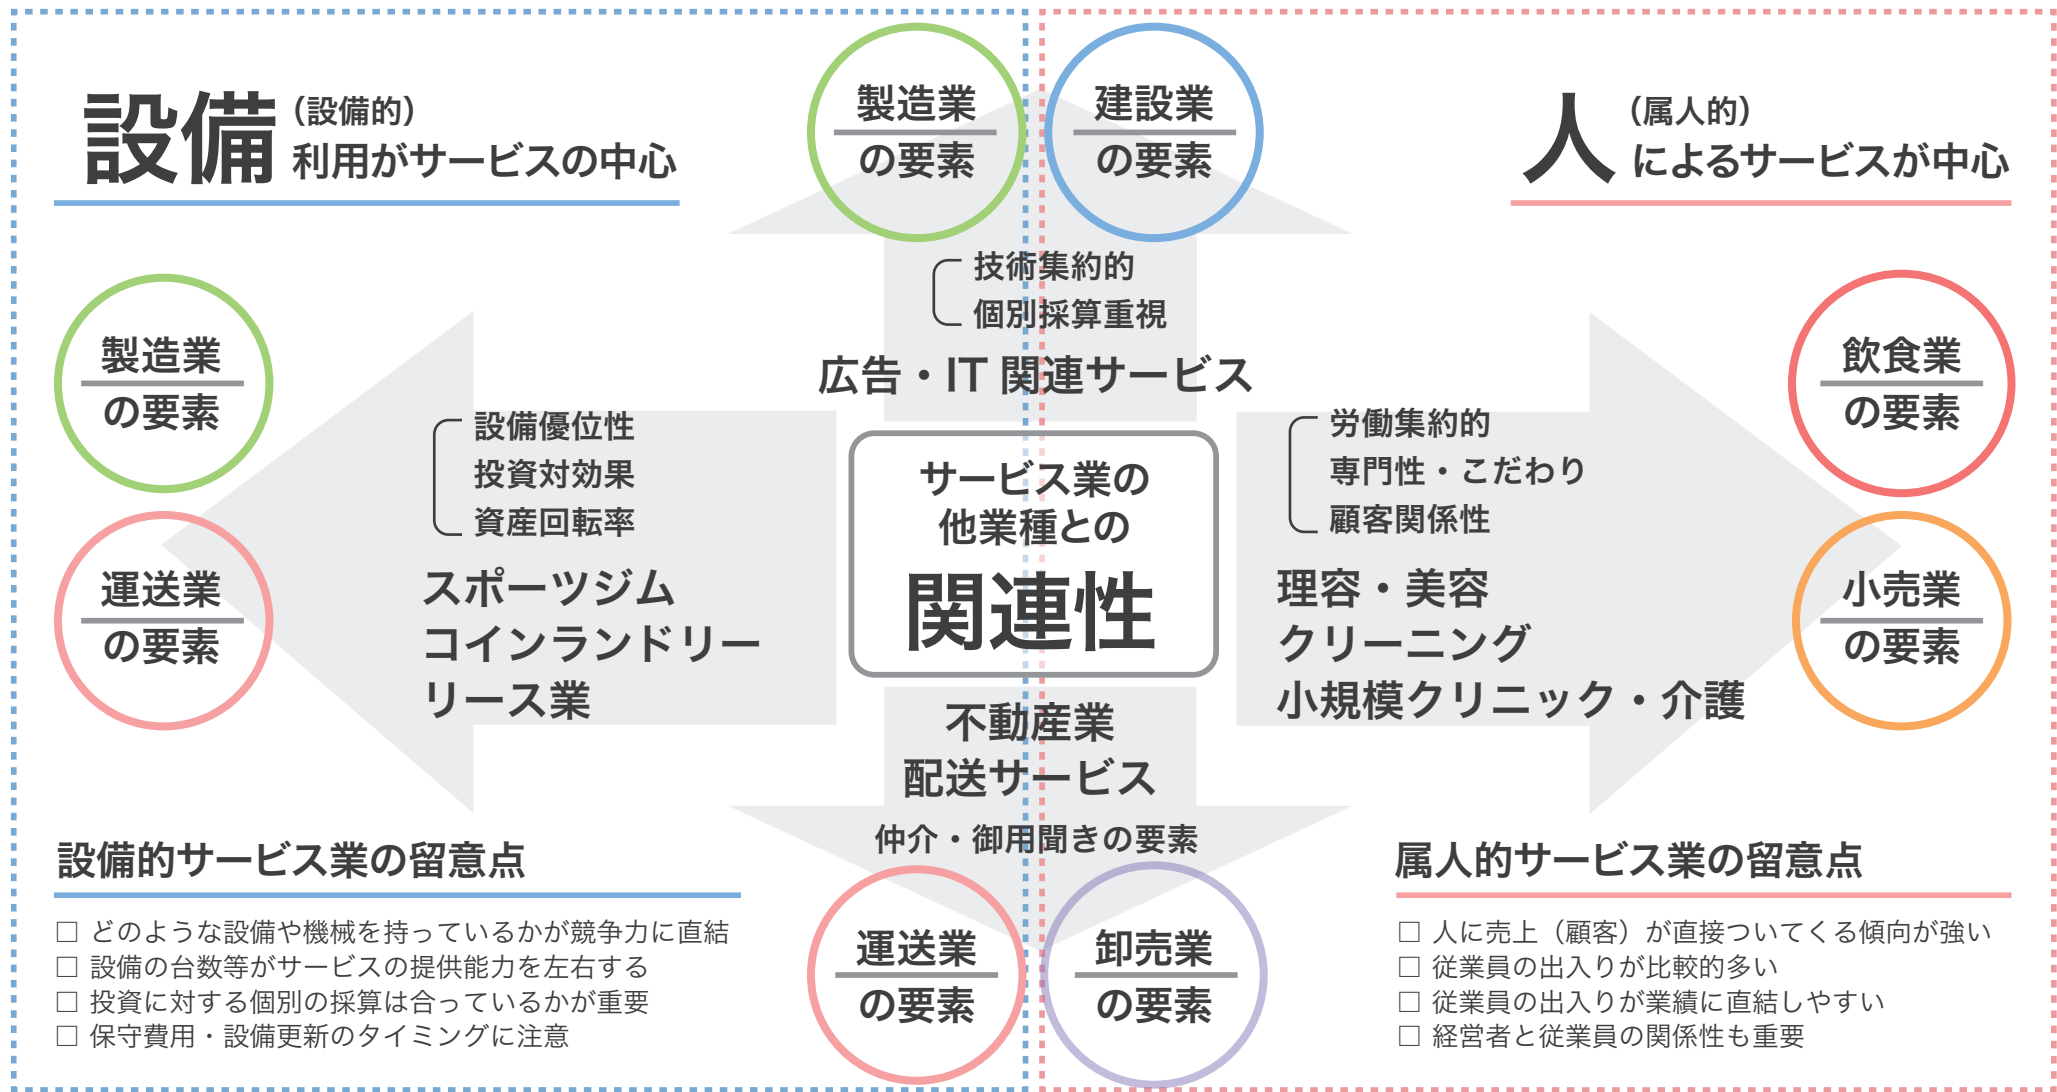 設備
（設備的）
利用がサービスの中心
製造業
の要素
建設業
の要素
人
（属人的）
によるサービスが中心
技術集約的
個別採算重視
広告・IT 関連サービス
製造業
の要素
運送業
の要素
設備優位性
投資対効果
資産回転率
スポーツジム
コインランドリー
リース業
サービス業の
他業種との
関連性
労働集約的
専門性・こだわり
顧客関係性
理容・美容
クリーニング
小規模クリニック・介護
飲食業
の要素
小売業
の要素
不動産業
配送サービス
仲介・御用聞きの要素
運送業
の要素
卸売業
の要素
設備的サービス業の留意点
□ どのような設備や機械を持っているかが競争力に直結
□ 設備の台数等がサービスの提供能力を左右する
□ 投資に対する個別の採算は合っているかが重要
□ 保守費用・設備更新のタイミングに注意
属人的サービス業の留意点
□ 人に売上（顧客）が直接ついてくる傾向が強い
□ 従業員の出入りが比較的多い
□ 従業員の出入りが業績に直結しやすい
□ 経営者と従業員の関係性も重要